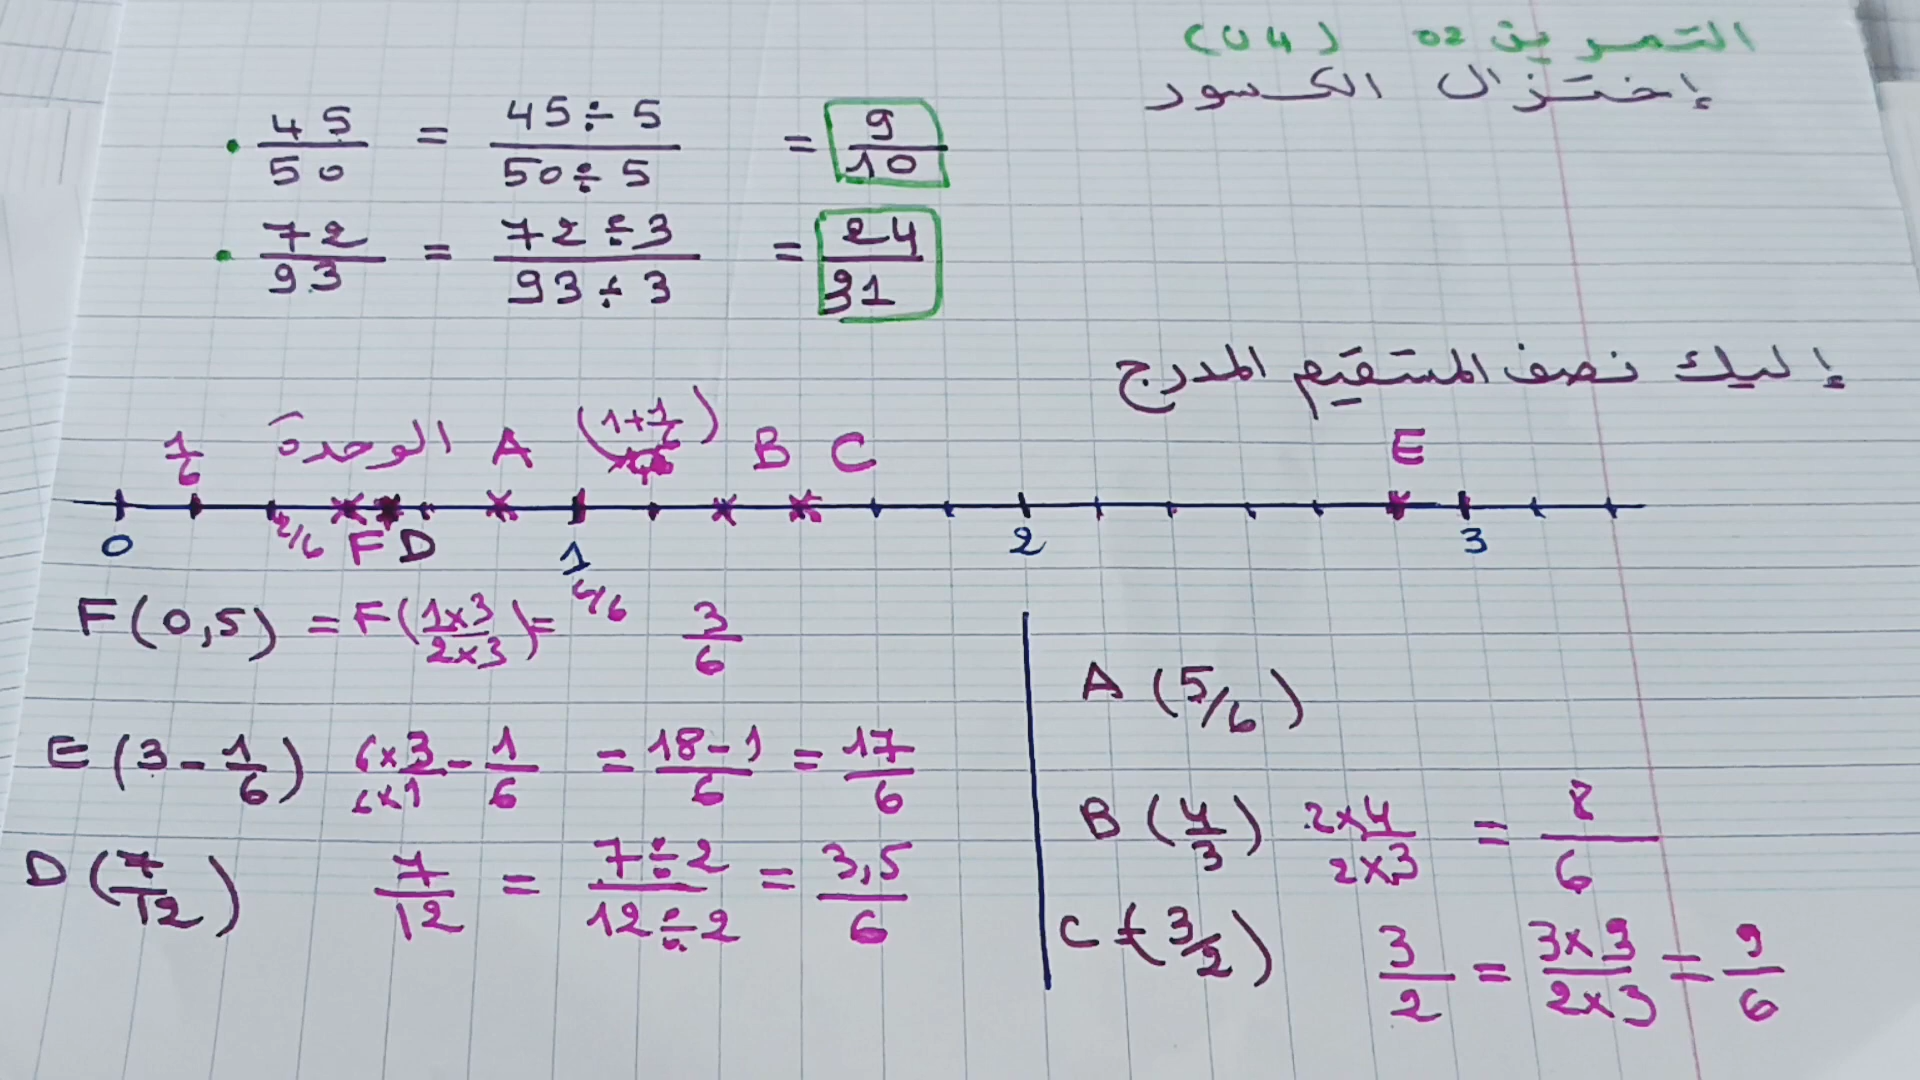 التمرين 02 (04)
إختزال الكسور
• 45/50 = 45÷5/50÷5 = 9/10
• 72/93 = 72÷3/93÷3 = 24/31
إليك نصف المستقيم المدرج
1/6 الوحدة A (1+1/6) B C E
0 2/6 F D 1 2 3
6/6
F(0,5) = F(1×3/2×3) = 3/6
E(3-1/6) 6×3/6×1 - 1/6 = 18-1/6 = 17/6
D(7/12) 7/12 = 7÷2/12÷2 = 3,5/6
A (5/6)
B (4/3) 2×4/2×3 = 8/6
C (3/2) 3/2 = 3×3/2×3 = 9/6